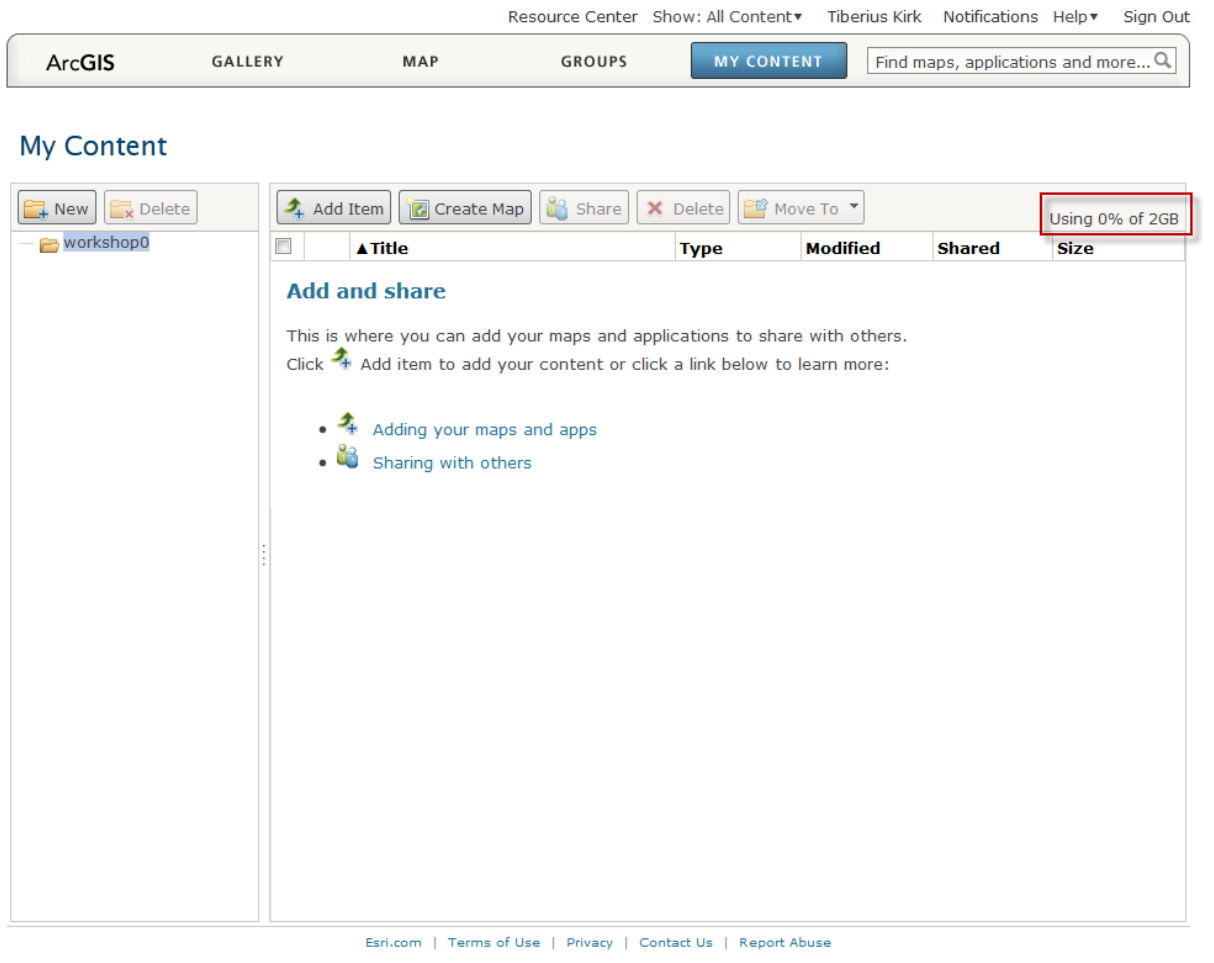 Resource Center Show: All Content▾ Tiberius Kirk Notifications Help▾ Sign Out
ArcGIS GALLERY MAP GROUPS MY CONTENT Find maps, applications and more...
My Content
New Delete Add Item Create Map Share Delete Move To Using 0% of 2GB
workshop0 ▲Title Type Modified Shared Size
Add and share
This is where you can add your maps and applications to share with others.
Click Add item to add your content or click a link below to learn more:
• Adding your maps and apps
• Sharing with others
Esri.com | Terms of Use | Privacy | Contact Us | Report Abuse